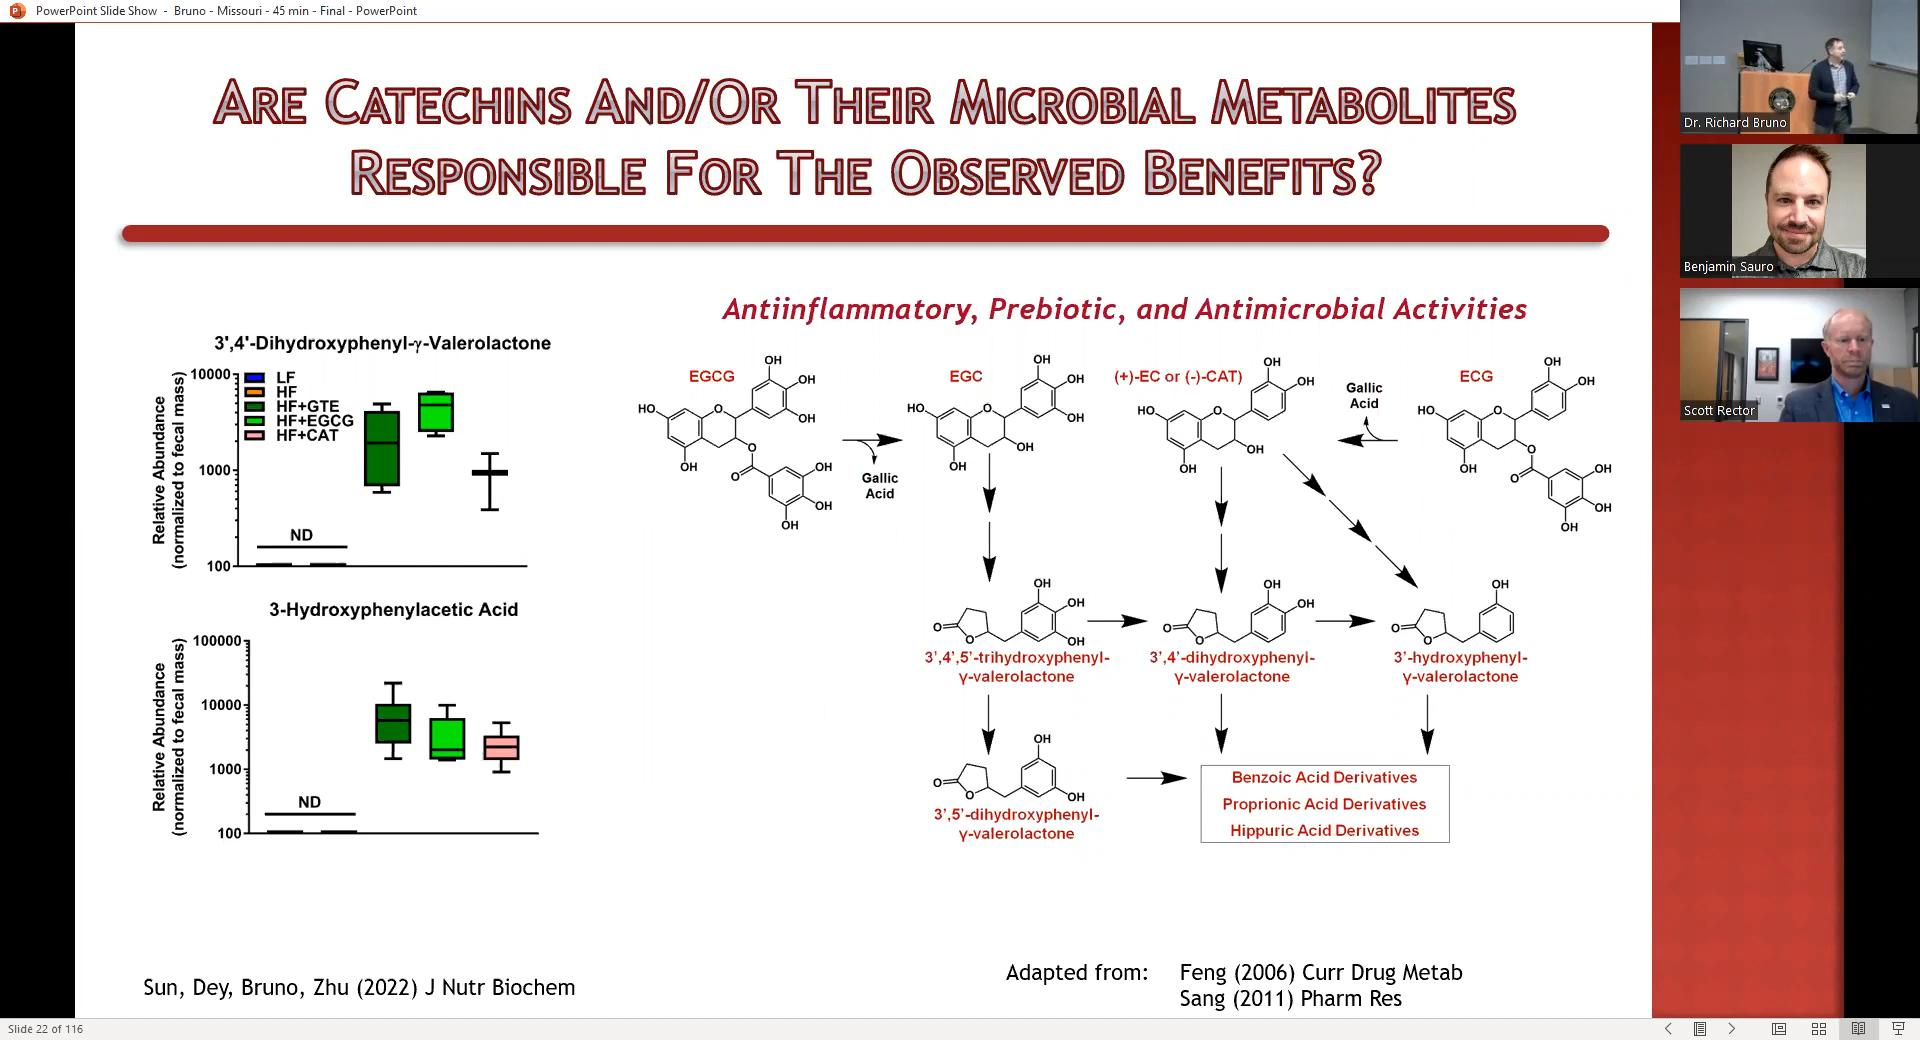 PowerPoint Slide Show - Bruno - Missouri - 45 min - Final - PowerPoint
ARE CATECHINS AND/OR THEIR MICROBIAL METABOLITES
RESPONSIBLE FOR THE OBSERVED BENEFITS?
Antiinflammatory, Prebiotic, and Antimicrobial Activities
3',4'-Dihydroxyphenyl-γ-Valerolactone
Relative Abundance
(normalized to fecal mass)
10000
1000
100
LF
HF
HF+GTE
HF+EGCG
HF+CAT
ND
3-Hydroxyphenylacetic Acid
Relative Abundance
(normalized to fecal mass)
100000
10000
1000
100
ND
EGCG
OH
OH
OH
HO
O
OH
O
O
OH
OH
OH
Gallic
Acid
EGC
OH
OH
OH
HO
O
OH
OH
(+)-EC or (-)-CAT)
OH
OH
HO
O
OH
OH
Gallic
Acid
ECG
OH
OH
HO
O
OH
O
O
OH
OH
OH
O
O
OH
OH
OH
3',4',5'-trihydroxyphenyl-
γ-valerolactone
O
O
OH
OH
3',4'-dihydroxyphenyl-
γ-valerolactone
O
O
OH
3'-hydroxyphenyl-
γ-valerolactone
O
O
OH
OH
3',5'-dihydroxyphenyl-
γ-valerolactone
Benzoic Acid Derivatives
Proprionic Acid Derivatives
Hippuric Acid Derivatives
Sun, Dey, Bruno, Zhu (2022) J Nutr Biochem
Adapted from: Feng (2006) Curr Drug Metab
Sang (2011) Pharm Res
Slide 22 of 116
Dr. Richard Bruno
Benjamin Sauro
Scott Rector